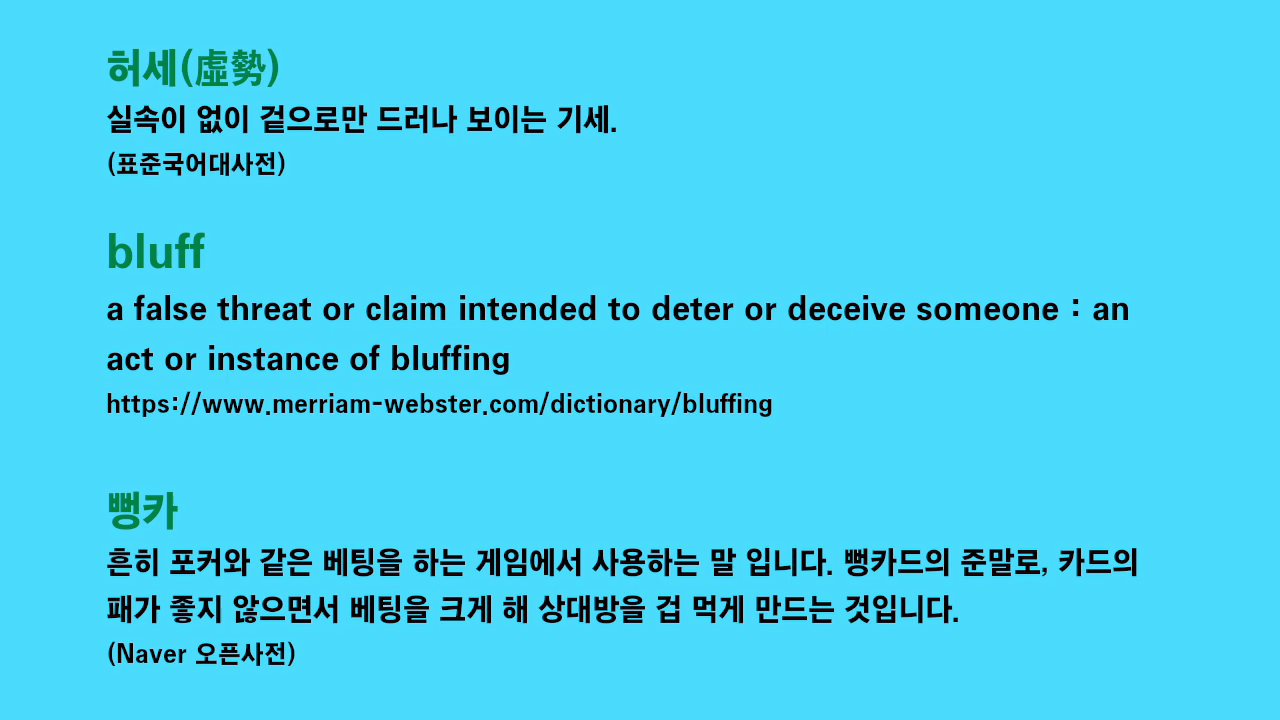 허세(虛勢)
실속이 없이 겉으로만 드러나 보이는 기세.
(표준국어대사전)
bluff
a false threat or claim intended to deter or deceive someone : an
act or instance of bluffing
https://www.merriam-webster.com/dictionary/bluffing
뻥카
흔히 포커와 같은 베팅을 하는 게임에서 사용하는 말 입니다. 뻥카드의 준말로, 카드의
패가 좋지 않으면서 베팅을 크게 해 상대방을 겁 먹게 만드는 것입니다.
(Naver 오픈사전)